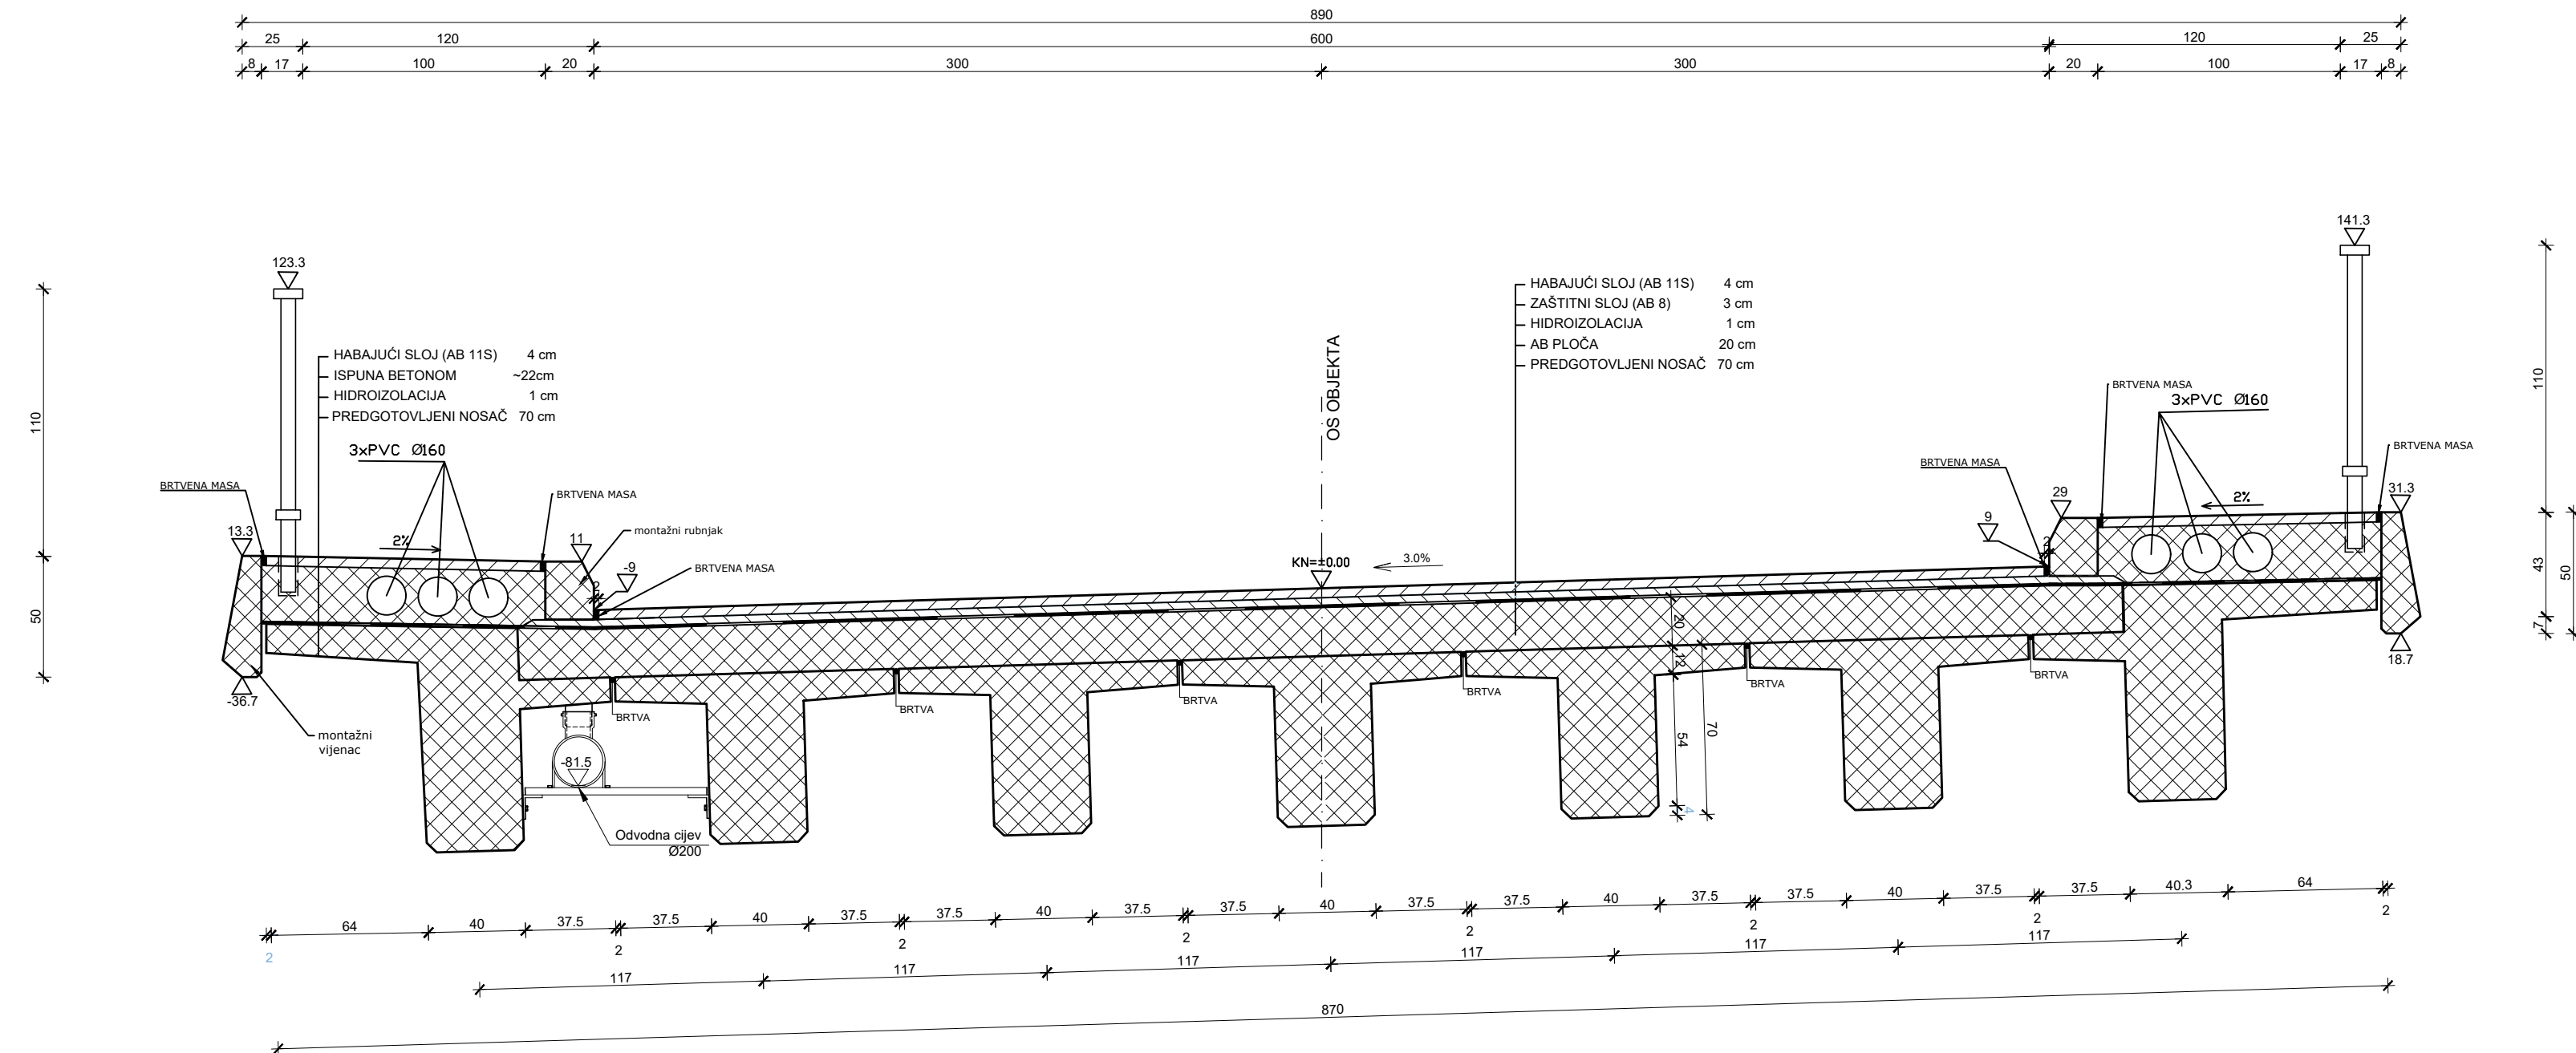 890
25 120 600 120 25
8 17 100 20 300 300 20 100 17 8
141.3
123.3
HABAJUĆI SLOJ (AB 11S) 4 cm
ZAŠTITNI SLOJ (AB 8) 3 cm
HIDROIZOLACIJA 1 cm
AB PLOČA 20 cm
PREDGOTOVLJENI NOSAČ 70 cm
OS OBJEKTA
HABAJUĆI SLOJ (AB 11S) 4 cm
ISPUNA BETONOM ~22cm
HIDROIZOLACIJA 1 cm
PREDGOTOVLJENI NOSAČ 70 cm
3xPVC Ø160
BRTVENA MASA
3xPVC Ø160
BRTVENA MASA
BRTVENA MASA
BRTVENA MASA
BRTVENA MASA
110
110
13.3
2%
11
montažni rubnjak
2
-9
BRTVENA MASA
KN=±0.00
3.0%
9
29
2
2%
31.3
50
43
50
7
-36.7
18.7
montažni
vijenac
BRTVA
BRTVA
BRTVA
BRTVA
BRTVA
BRTVA
20
12
54
70
4
-81.5
Odvodna cijev
Ø200
64 40 37.5 37.5 40 37.5 37.5 40 37.5 37.5 40 37.5 37.5 40 37.5 37.5 40 37.5 37.5 40.3 64
2 2 2 2 2 2 2 2
117 117 117 117 117 117
870